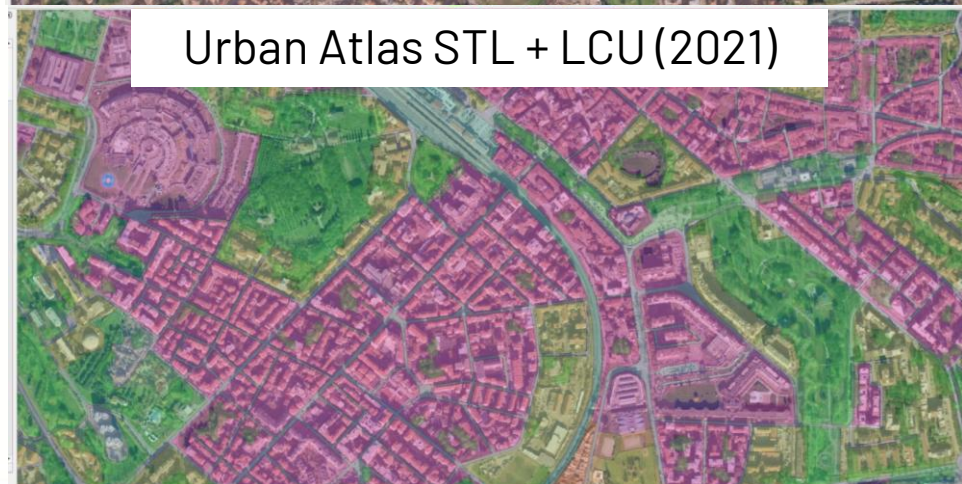 Urban Atlas STL + LCU (2021)